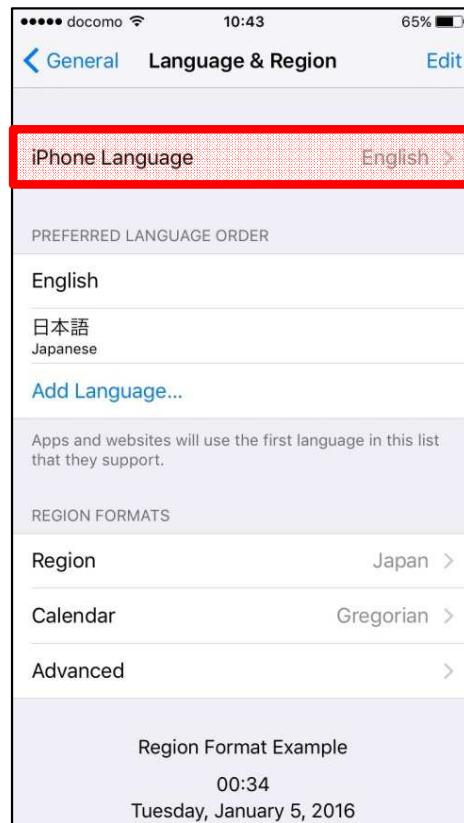 docomo 10:43 65%
General Language & Region Edit
iPhone Language English
PREFERRED LANGUAGE ORDER
English
日本語
Japanese
Add Language...
Apps and websites will use the first language in this list
that they support.
REGION FORMATS
Region Japan
Calendar Gregorian
Advanced
Region Format Example
00:34
Tuesday, January 5, 2016